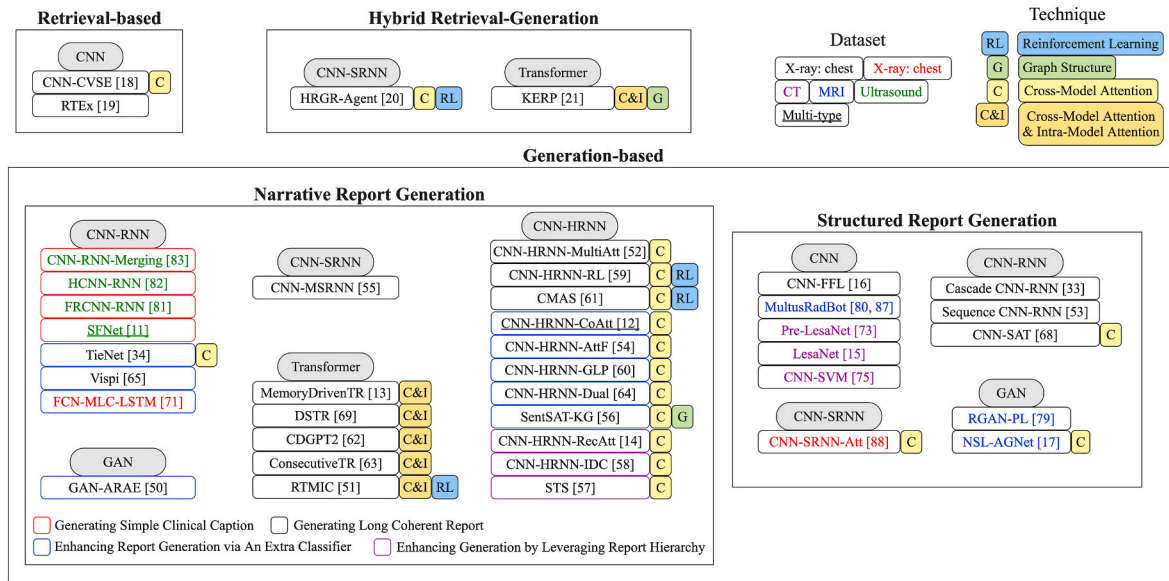 Retrieval-based
CNN
CNN-CVSE [18] C
RTEx [19]
Hybrid Retrieval-Generation
CNN-SRNN
HRGR-Agent [20] C RL
Transformer
KERP [21] C&I G
Dataset
X-ray: chest X-ray: chest
CT MRI Ultrasound
Multi-type
Technique
RL Reinforcement Learning
G Graph Structure
C Cross-Model Attention
C&I Cross-Model Attention
& Intra-Model Attention
Generation-based
Narrative Report Generation
CNN-RNN
CNN-RNN-Merging [83]
HCNN-RNN [82]
FRCNN-RNN [81]
SFNet [11]
TieNet [34] C
Vispi [65]
FCN-MLC-LSTM [71]
GAN
GAN-ARAE [50]
CNN-SRNN
CNN-MSRNN [55]
Transformer
MemoryDrivenTR [13] C&I
DSTR [69] C&I
CDGPT2 [62] C&I
ConsecutiveTR [63] C&I
RTMIC [51] C&I RL
CNN-HRNN
CNN-HRNN-MultiAtt [52] C
CNN-HRNN-RL [59] C RL
CMAS [61] C RL
CNN-HRNN-CoAtt [12] C
CNN-HRNN-AttF [54] C
CNN-HRNN-GLP [60] C
CNN-HRNN-Dual [64] C
SentSAT-KG [56] C G
CNN-HRNN-RecAtt [14] C
CNN-HRNN-IDC [58] C
STS [57] C
Generating Simple Clinical Caption
Generating Long Coherent Report
Enhancing Report Generation via An Extra Classifier
Enhancing Generation by Leveraging Report Hierarchy
Structured Report Generation
CNN
CNN-FFL [16]
MultusRadBot [80, 87]
Pre-LesaNet [73]
LesaNet [15]
CNN-SVM [75]
CNN-SRNN
CNN-SRNN-Att [88] C
CNN-RNN
Cascade CNN-RNN [33]
Sequence CNN-RNN [53]
CNN-SAT [68] C
GAN
RGAN-PL [79]
NSL-AGNet [17] C